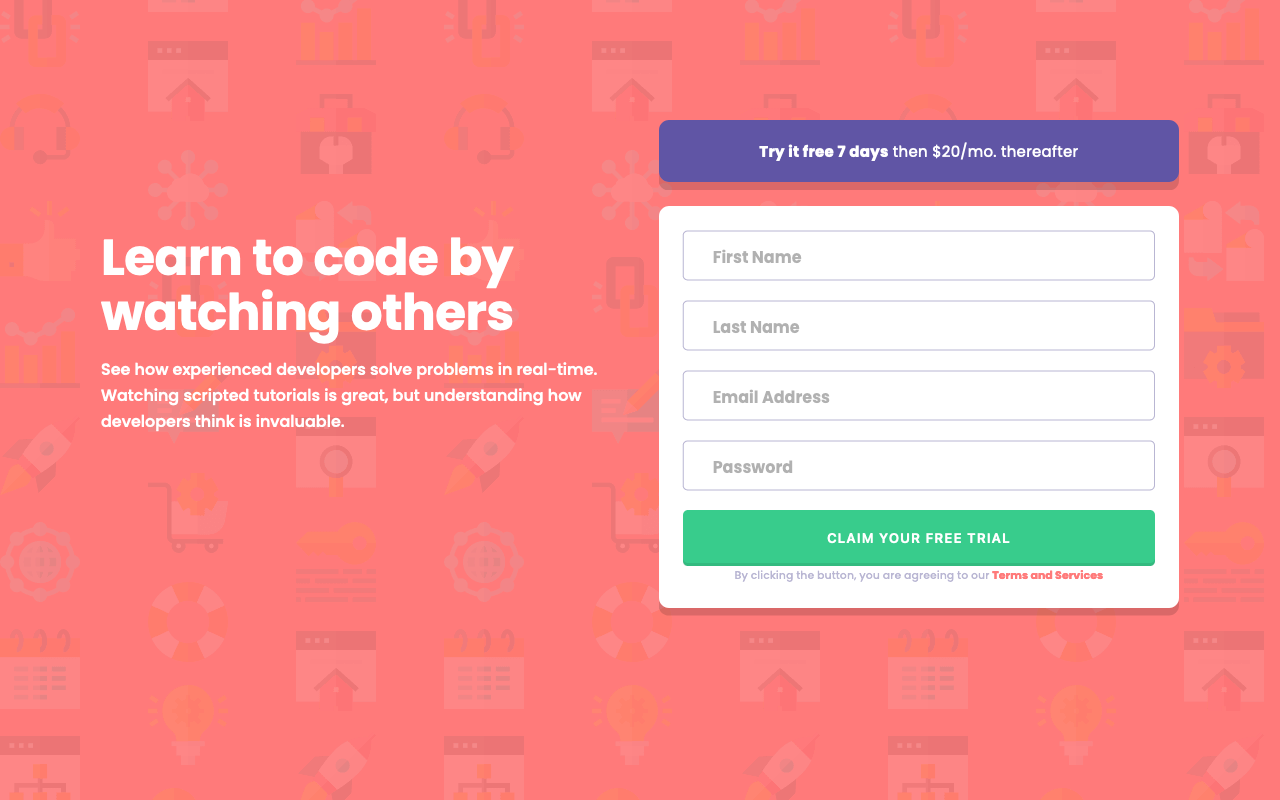 Learn to code by
watching others
See how experienced developers solve problems in real-time.
Watching scripted tutorials is great, but understanding how
developers think is invaluable.
Try it free 7 days then $20/mo. thereafter
First Name
Last Name
Email Address
Password
CLAIM YOUR FREE TRIAL
By clicking the button, you are agreeing to our Terms and Services